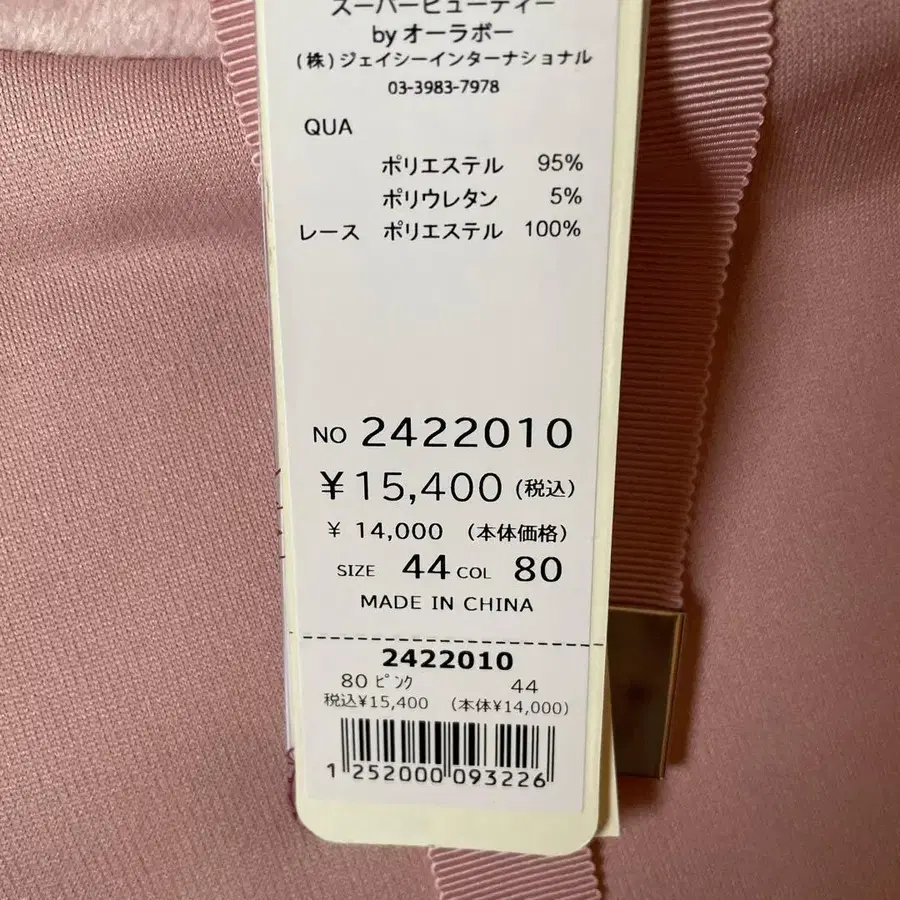 スーパービューティー
by オーラボー
(株)ジェイシーインターナショナル
03-3983-7978
QUA
ポリエステル 95%
ポリウレタン 5%
レース ポリエステル 100%
NO 2422010
¥15,400 (税込)
¥ 14,000 (本体価格)
SIZE 44 COL 80
MADE IN CHINA
2422010
80 ﾋﾟﾝｸ 44
税込¥15,400 (本体¥14,000)
1 252000 093226